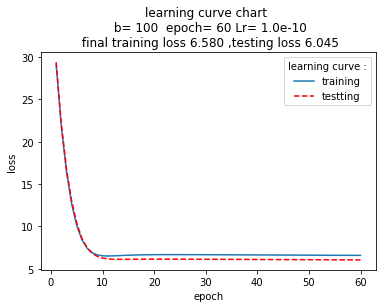 learning curve chart
b= 100 epoch= 60 Lr= 1.0e-10
final training loss 6.580 ,testing loss 6.045
learning curve :
training
testting
30
25
20
15
10
5
loss
0 10 20 30 40 50 60
epoch